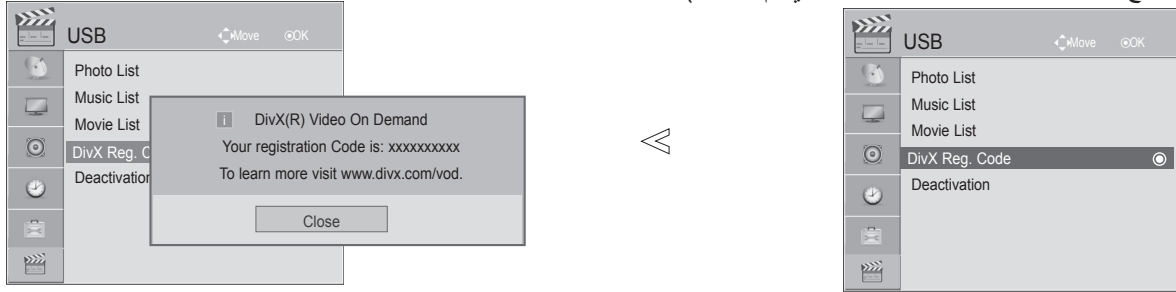 USB
Move OK
Photo List
Music List
Movie List
DivX Reg. C
Deactivation
i DivX(R) Video On Demand
Your registration Code is: xxxxxxxxxx
To learn more visit www.divx.com/vod.
Close
USB
Move OK
Photo List
Music List
Movie List
DivX Reg. Code
Deactivation